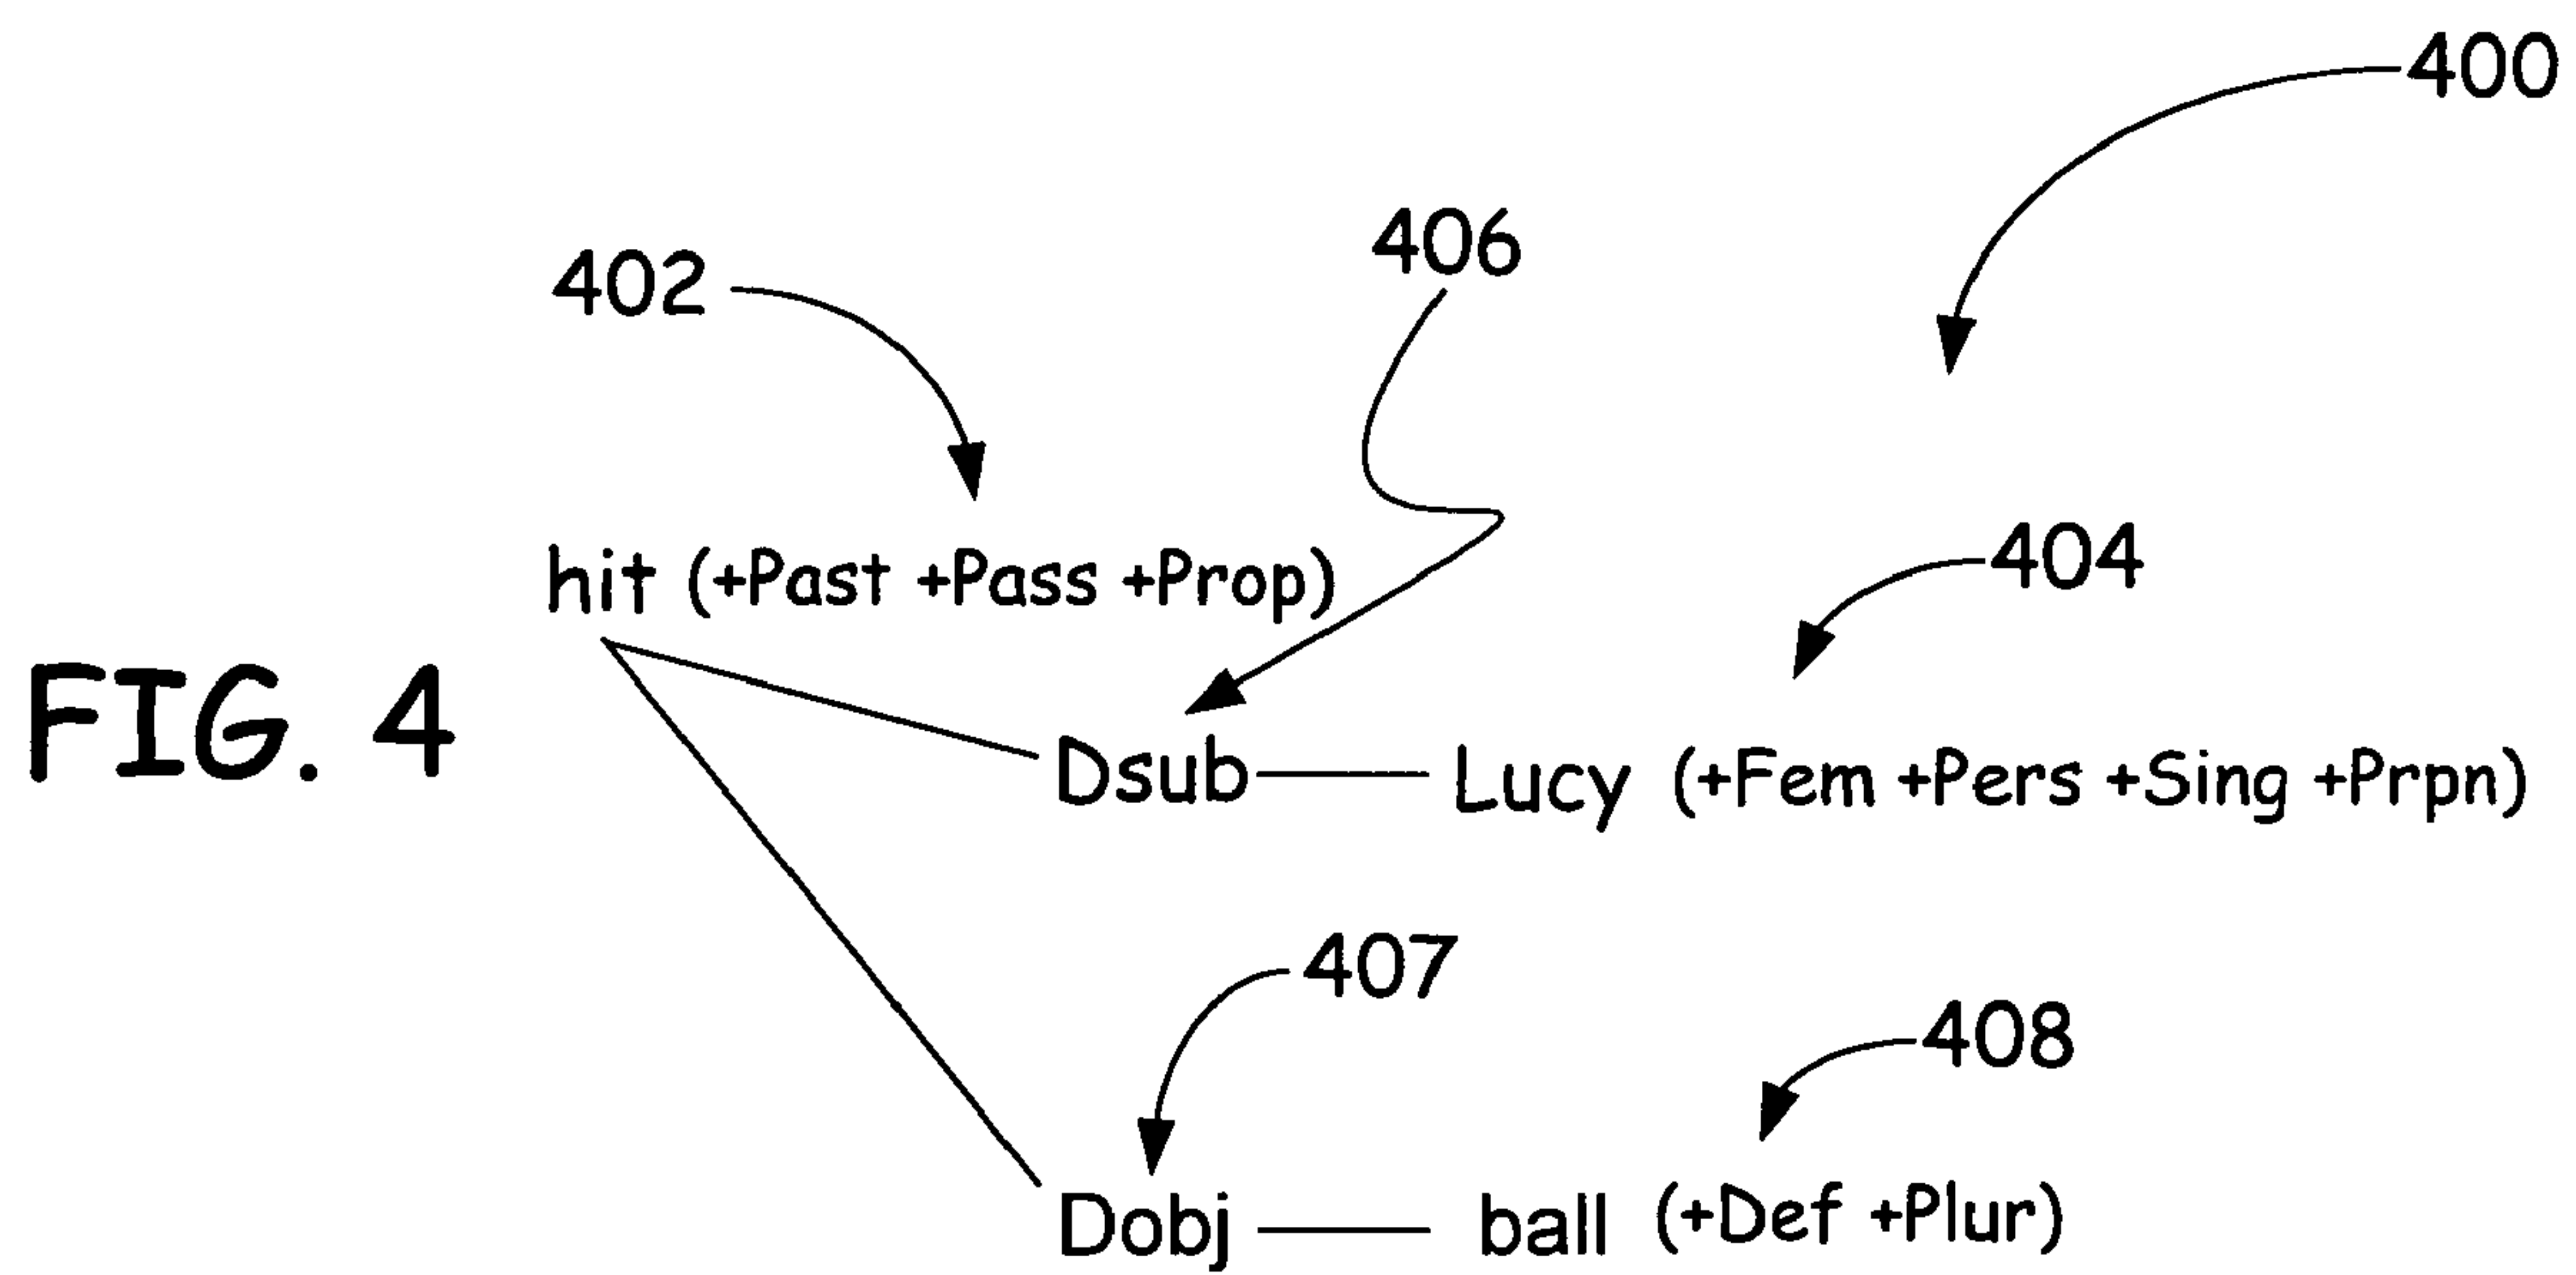 400
406
402
404
hit (+Past +Pass +Prop)
FIG. 4
Dsub Lucy (+Fem +Pers +Sing +Prpn)
407
408
Dobj ball (+Def +Plur)